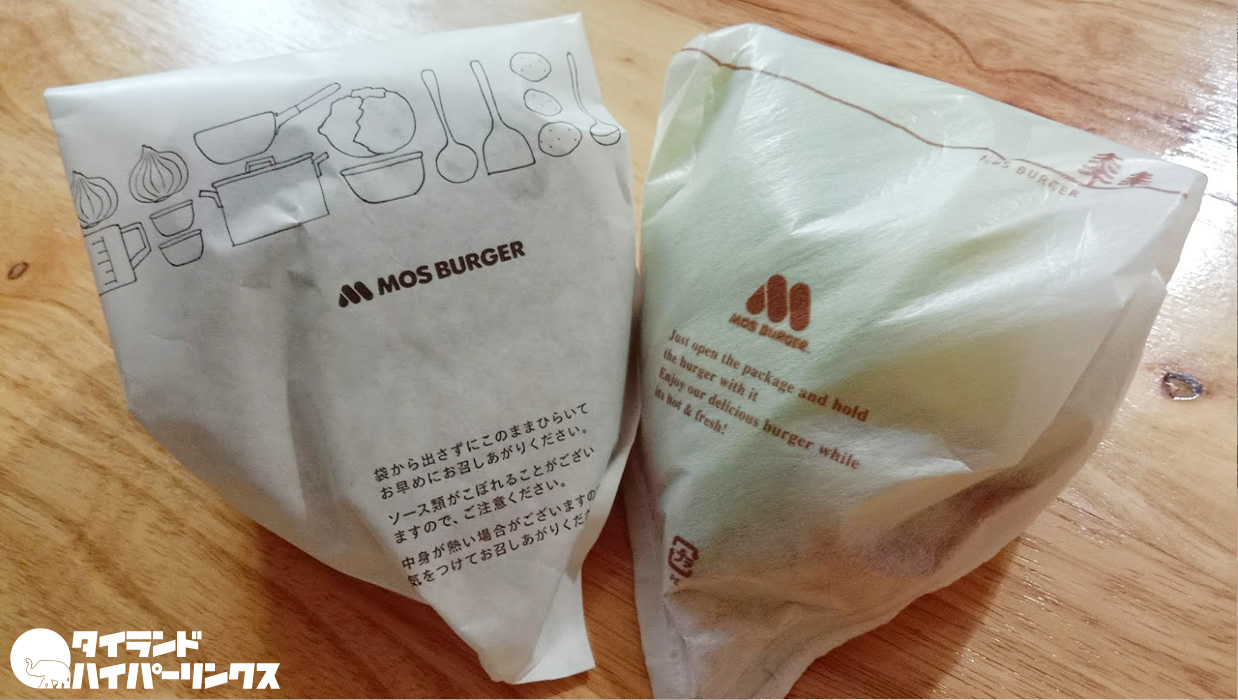 MOS BURGER
袋から出さずにこのままひらいて
お早めにお召しあがりください。
ソース類がこぼれることがござい
ますので、ご注意ください。
中身が熱い場合がございますの
気をつけてお召しあがりくださ
MOS BURGER
MOS BURGER
Just open the package and hold
the burger with it
Enjoy our delicious burger while
its hot & fresh!
プラ
PE
タイランド
ハイパーリンクス